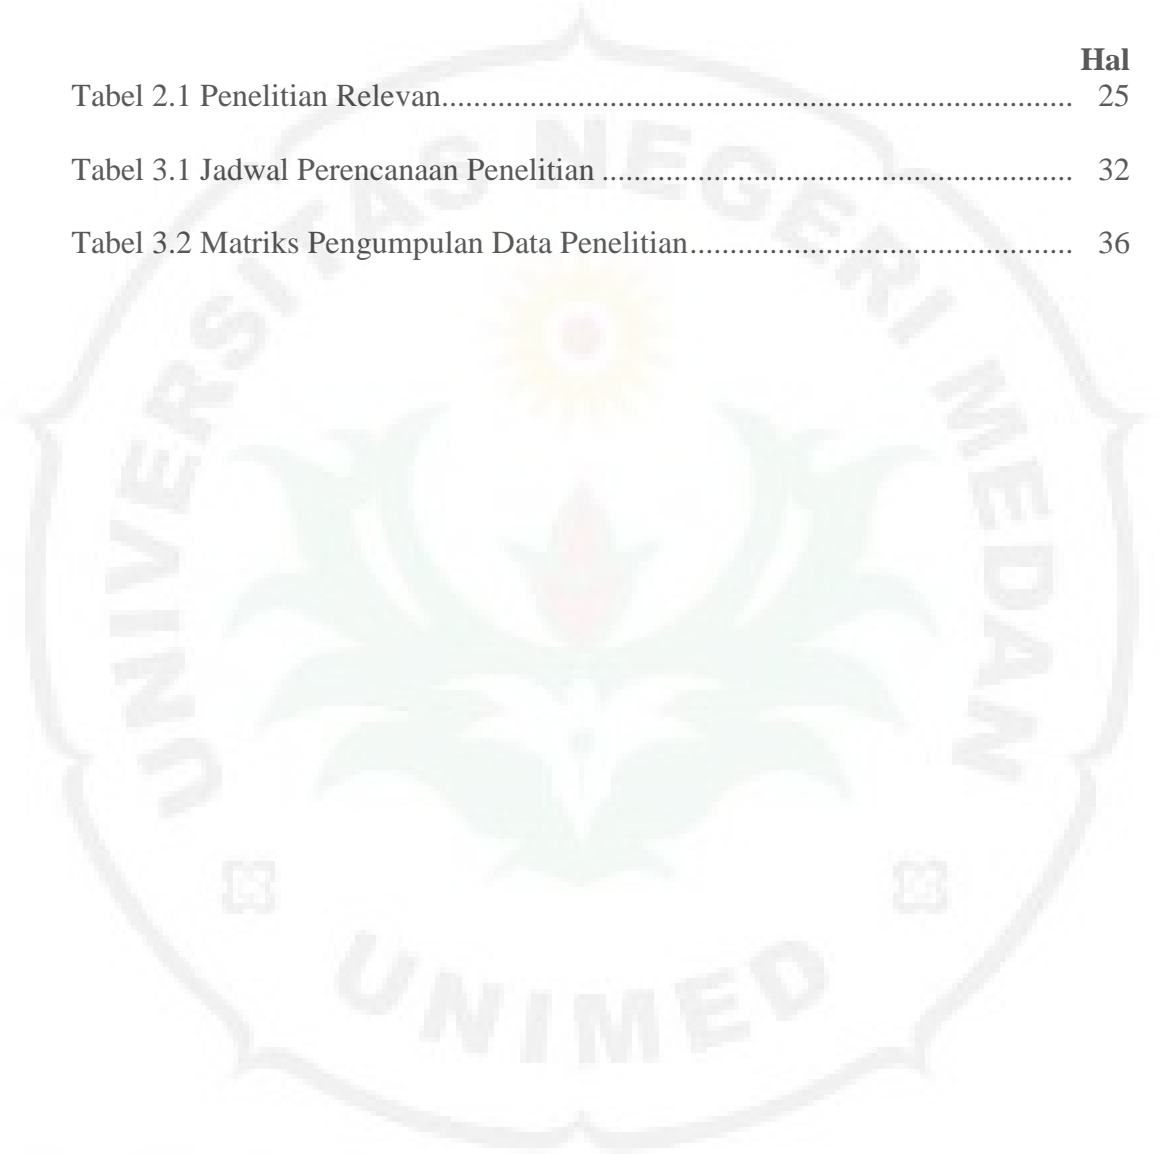 Hal
Tabel 2.1 Penelitian Relevan............................................................................... 25
Tabel 3.1 Jadwal Perencanaan Penelitian ........................................................... 32
Tabel 3.2 Matriks Pengumpulan Data Penelitian................................................ 36
UNIVERSITAS NEGERI MEDAN
UNIMED